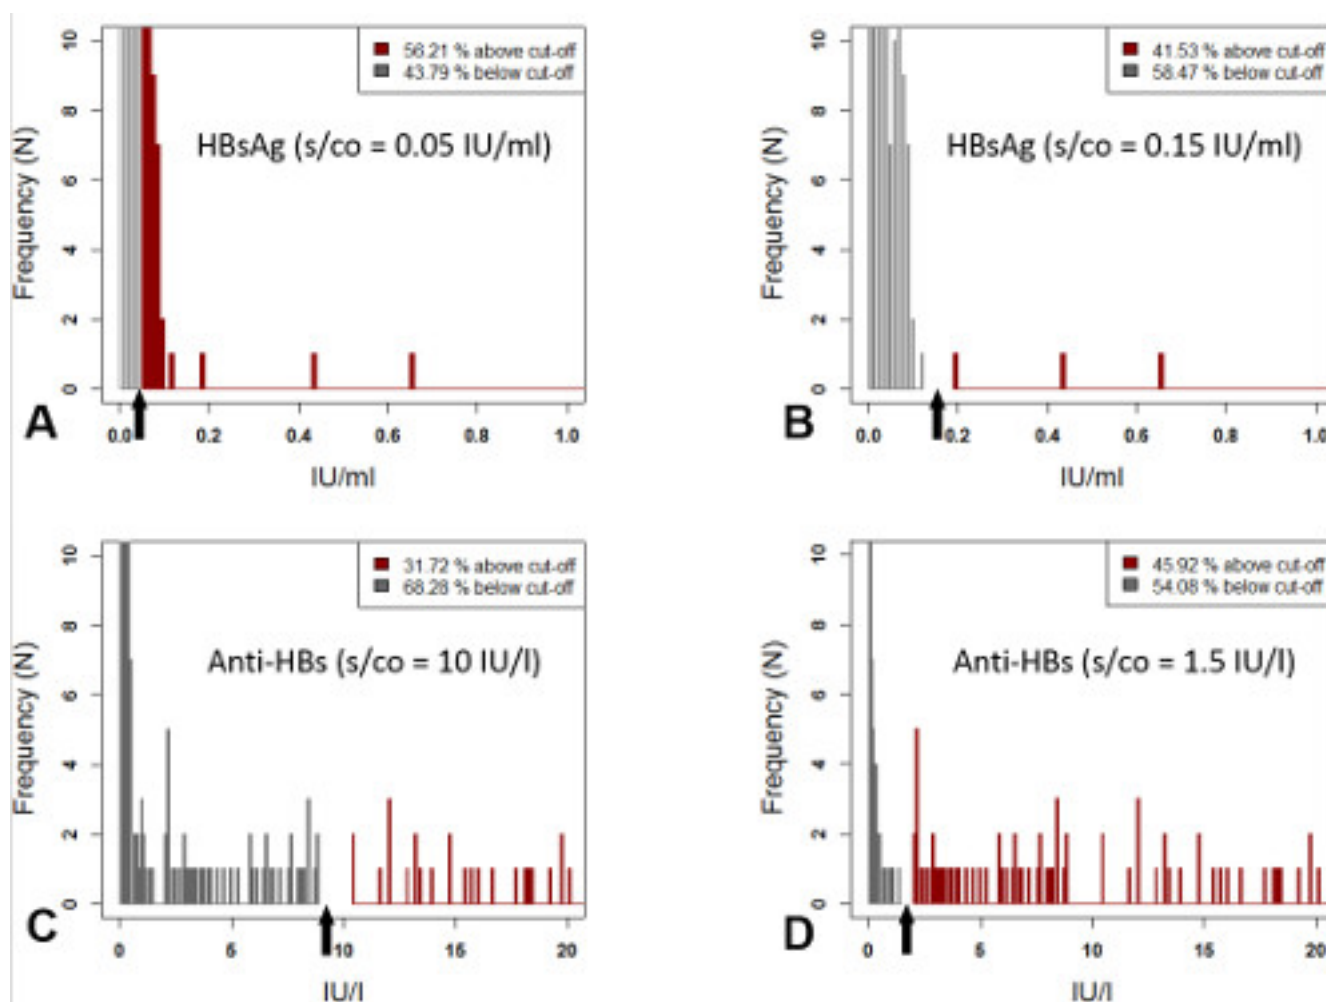 56.21 % above cut-off
43.79 % below cut-off
HBsAg (s/co = 0.05 IU/ml)
Frequency (N)
10
8
6
4
2
0
0.0 0.2 0.4 0.6 0.8 1.0
A
IU/ml
41.53 % above cut-off
58.47 % below cut-off
HBsAg (s/co = 0.15 IU/ml)
Frequency (N)
10
8
6
4
2
0
0.0 0.2 0.4 0.6 0.8 1.0
B
IU/ml
31.72 % above cut-off
68.28 % below cut-off
Anti-HBs (s/co = 10 IU/l)
Frequency (N)
10
8
6
4
2
0
0 5 10 15 20
C
IU/l
45.92 % above cut-off
54.08 % below cut-off
Anti-HBs (s/co = 1.5 IU/l)
Frequency (N)
10
8
6
4
2
0
0 5 10 15 20
D
IU/l